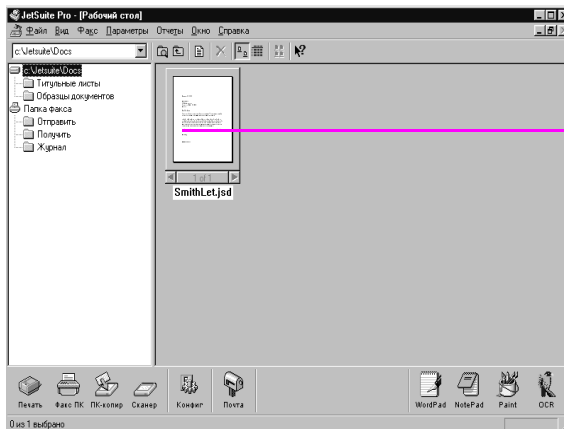 JetSuite Pro - [Рабочий стол]
Файл Вид Факс Параметры Отчеты Окно Справка
c:\Jetsuite\Docs
c:\Jetsuite\Docs
Титульные листы
Образцы документов
Папка факса
Отправить
Получить
Журнал
1 of 1
SmithLet.jsd
Печать Факс ПК ПК-копир Сканер Конфиг Почта WordPad NotePad Paint OCR
0 из 1 выбрано